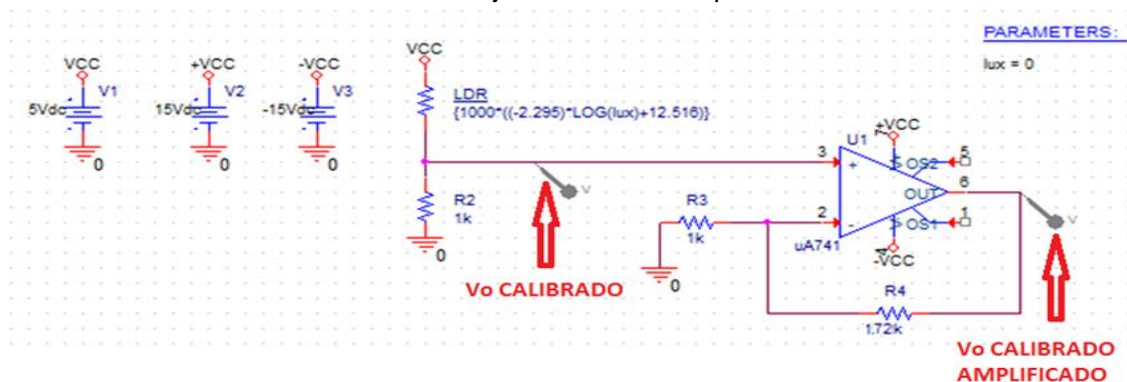 PARAMETERS:
lux = 0
VCC
V1
5Vdc
0
+VCC
V2
15Vdc
0
-VCC
V3
-15Vdc
0
VCC
LDR
{1000*((-2.295)*LOG(lux)+12.516)}
R2
1k
0
V
Vo CALIBRADO
R3
1k
0
U1
+VCC
7
3
+
5
OS2
6
OUT
2
-
1
OS1
uA741
4
-VCC
R4
1.72k
V
Vo CALIBRADO
AMPLIFICADO